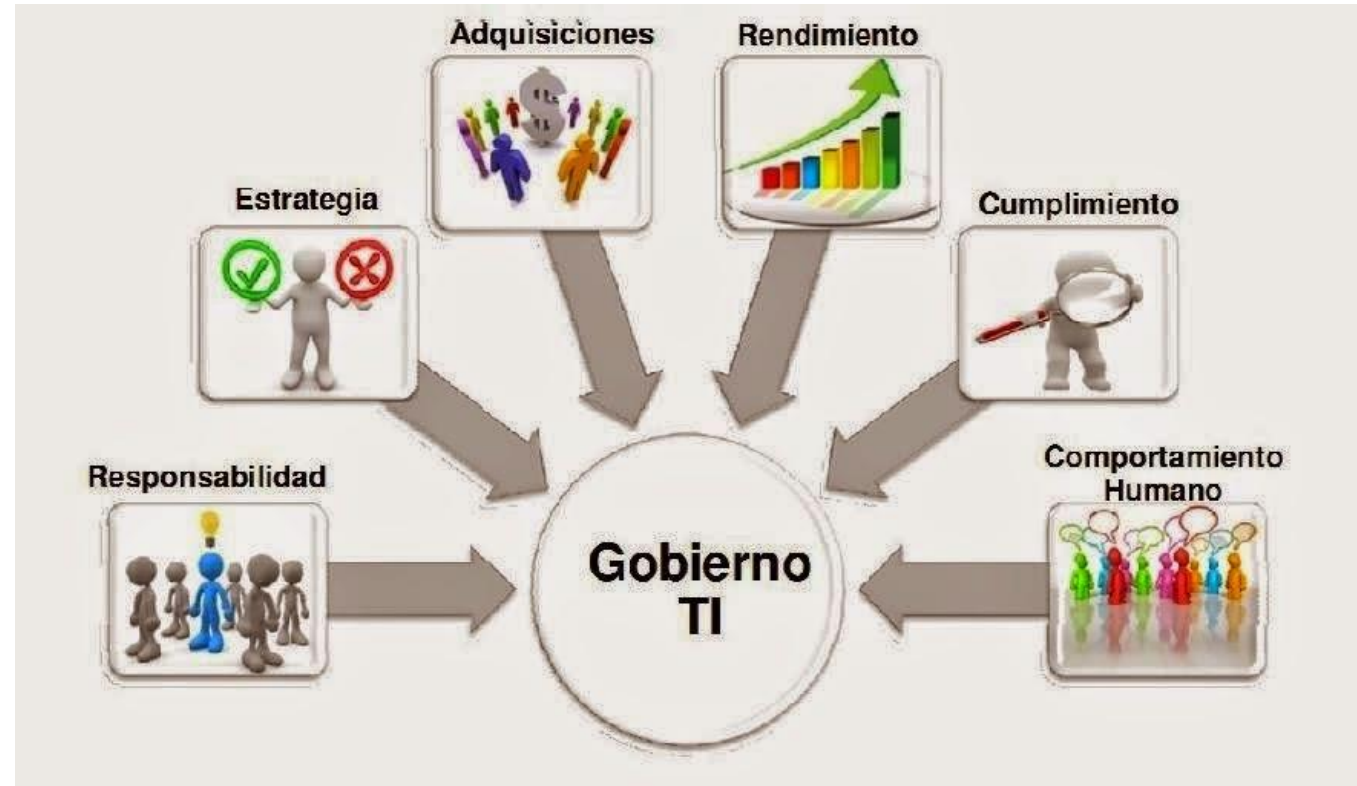 Adquisiciones
Rendimiento
Estrategia
Cumplimiento
Responsabilidad
Comportamiento
Humano
Gobierno
TI